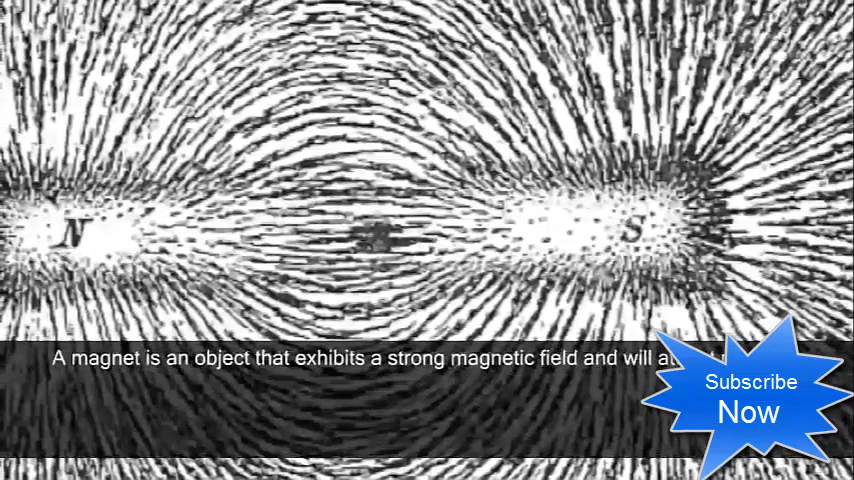 N
S
A magnet is an object that exhibits a strong magnetic field and will
Subscribe
Now